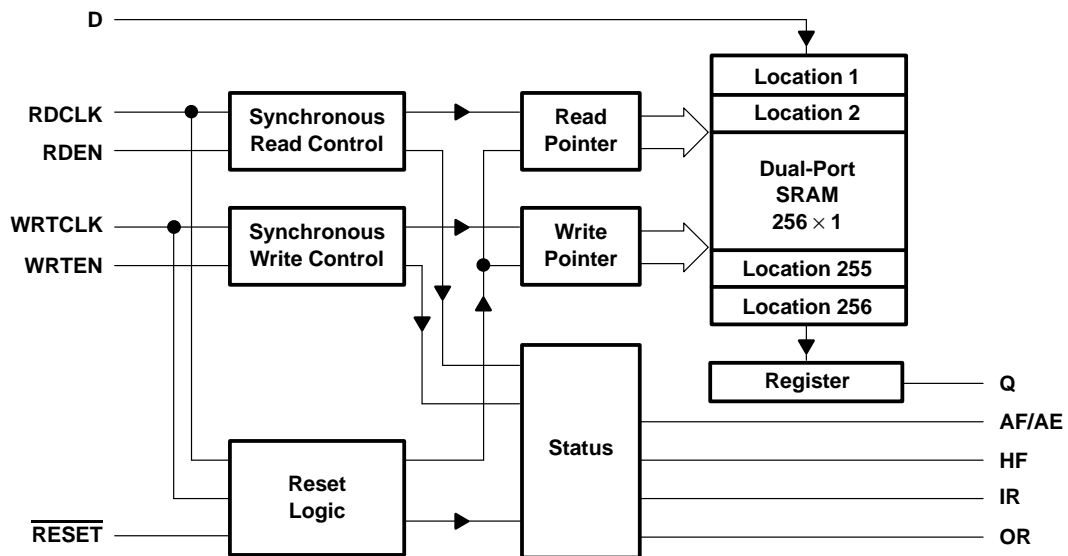 D
RDCLK
RDEN
WRTCLK
WRTEN
RESET
Synchronous
Read Control
Synchronous
Write Control
Reset
Logic
Read
Pointer
Write
Pointer
Status
Location 1
Location 2
Dual-Port
SRAM
256 × 1
Location 255
Location 256
Register
Q
AF/AE
HF
IR
OR